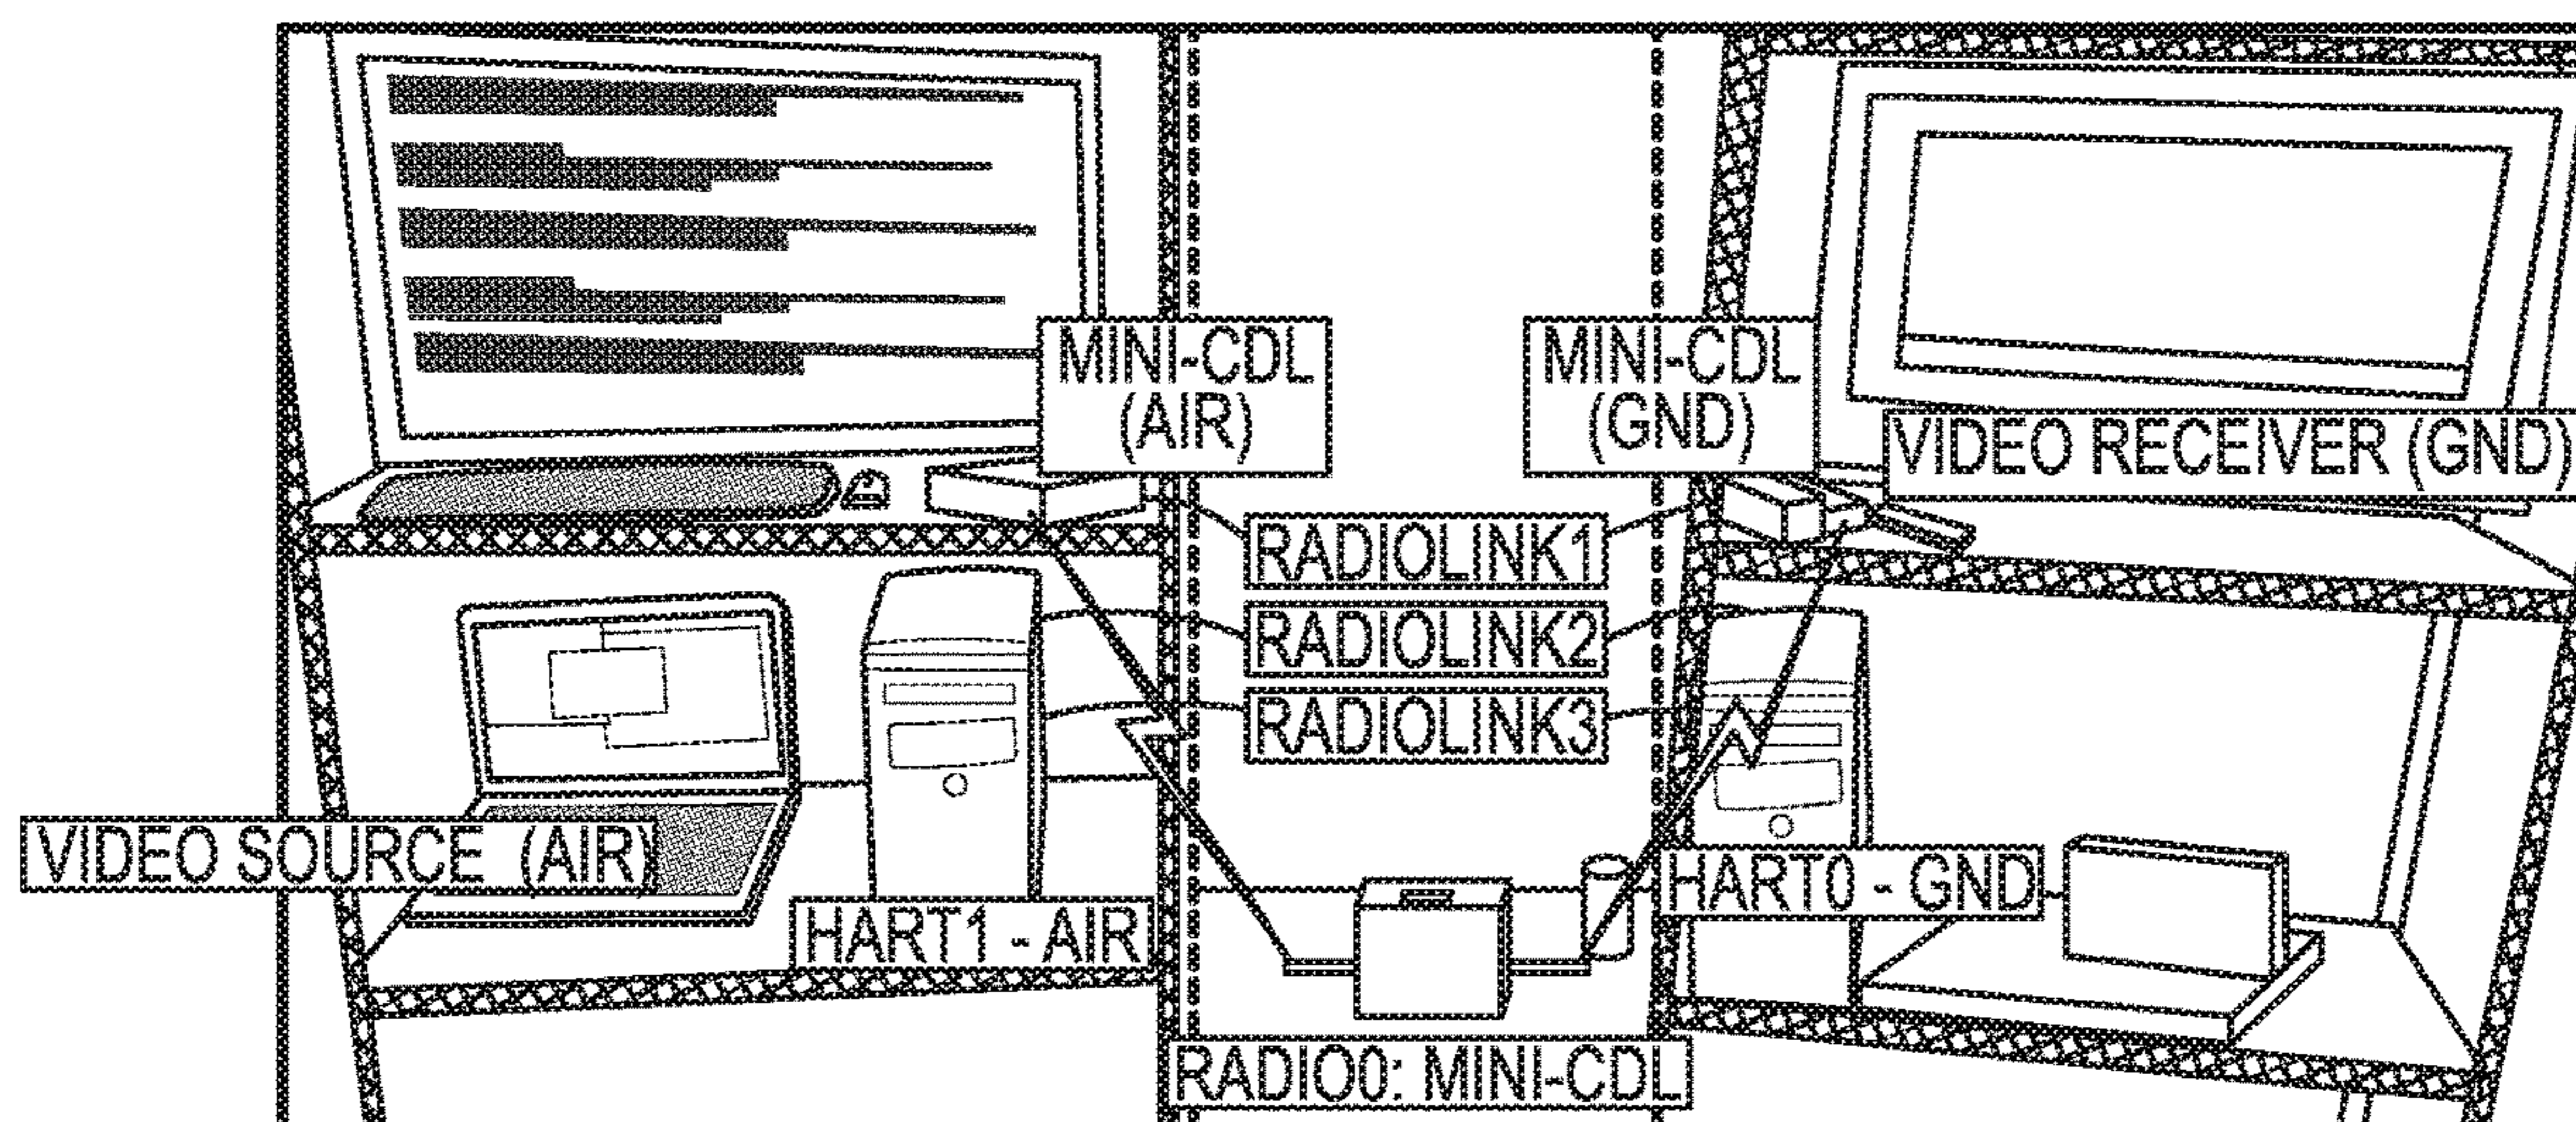 MINI-CDL
(AIR)
MINI-CDL
(GND)
VIDEO RECEIVER (GND)
RADIOLINK1
RADIOLINK2
RADIOLINK3
VIDEO SOURCE (AIR)
HART1 - AIR
HART0 - GND
RADIO0: MINI-CDL